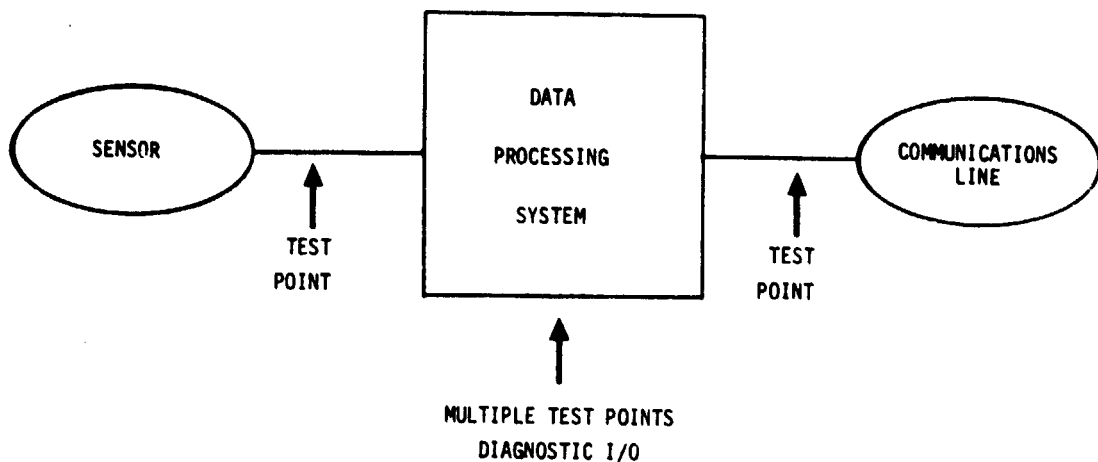 SENSOR
DATA
PROCESSING
SYSTEM
COMMUNICATIONS
LINE
TEST
POINT
TEST
POINT
MULTIPLE TEST POINTS
DIAGNOSTIC I/O